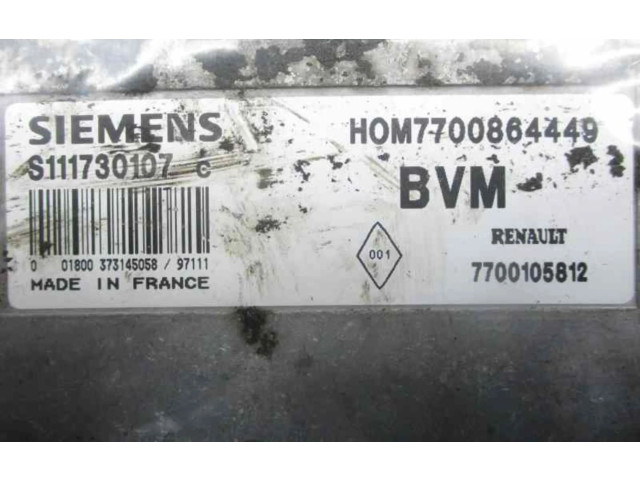 SIEMENS
S111730107 C
0 01800 373145058 / 97111
MADE IN FRANCE
HOM7700864449
BVM
001
RENAULT
7700105812